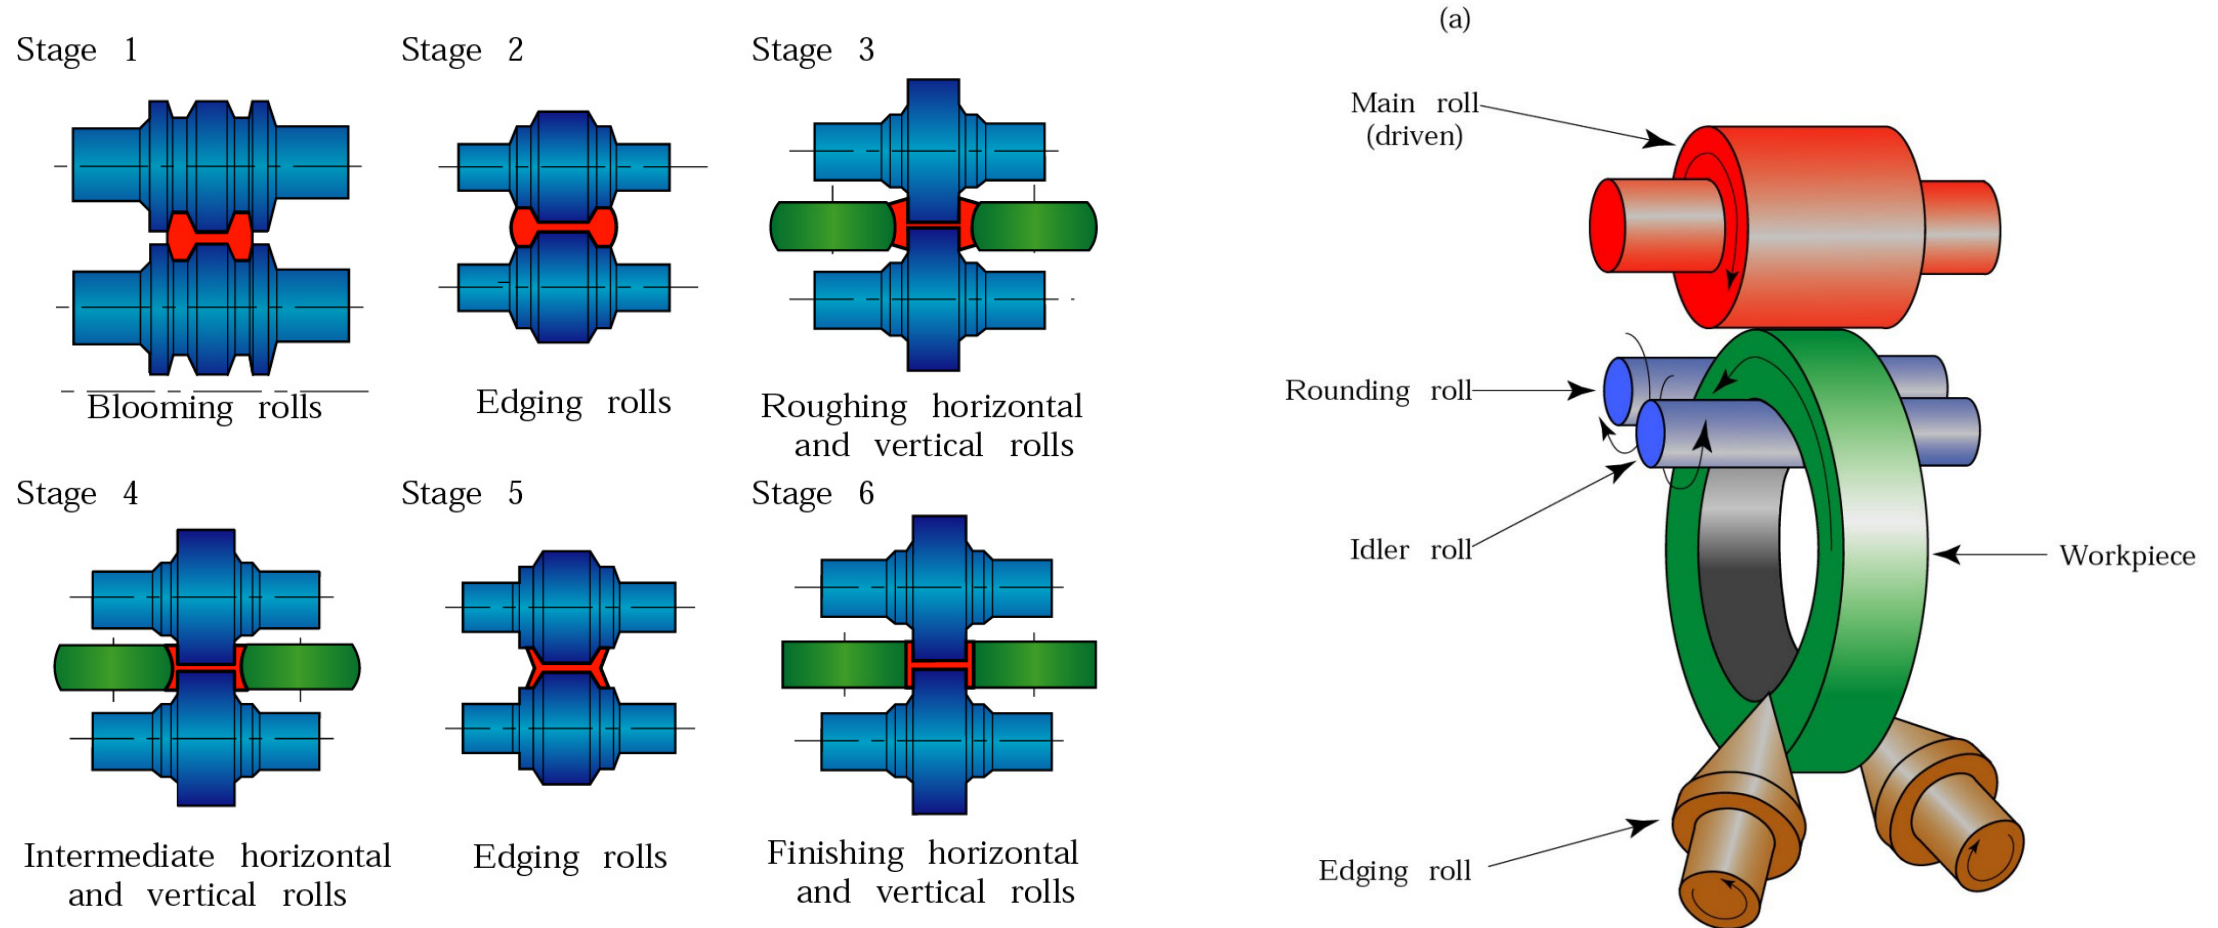 Stage 1
Stage 2
Stage 3
Blooming rolls
Edging rolls
Roughing horizontal
and vertical rolls
Stage 4
Stage 5
Stage 6
Intermediate horizontal
and vertical rolls
Edging rolls
Finishing horizontal
and vertical rolls
(a)
Main roll
(driven)
Rounding roll
Idler roll
Workpiece
Edging roll